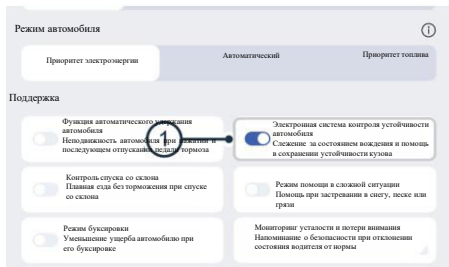 Режим автомобиля
Приоритет электроэнергии
Автоматический
Приоритет топлива
Поддержка
Функция автоматического удержания
автомобиля
Неподвижность автомобиля при нажатии и
последующем отпускании педали тормоза
1
Электронная система контроля устойчивости
автомобиля
Слежение за состоянием вождения и помощь
в сохранении устойчивости кузова
Контроль спуска со склона
Плавная езда без торможения при спуске
со склона
Режим помощи в сложной ситуации
Помощь при застревании в снегу, песке или
грязи
Режим буксировки
Уменьшение ущерба автомобилю при
его буксировке
Мониторинг усталости и потери внимания
Напоминание о безопасности при отклонении
состояния водителя от нормы